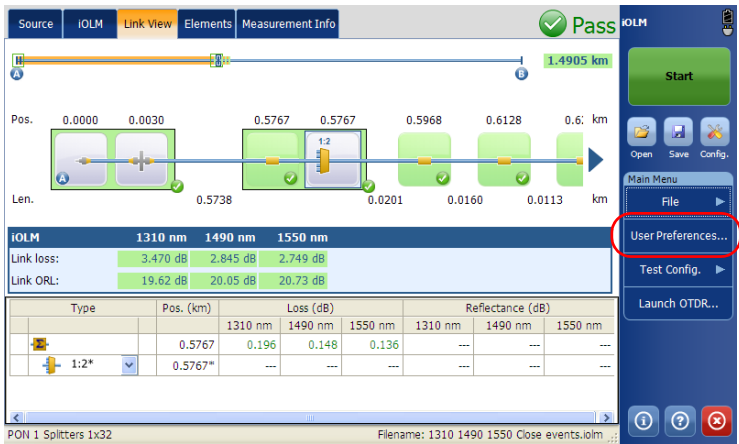 Source iOLM Link View Elements Measurement Info Pass iOLM
1.4905 km
A B
Start
Pos. 0.0000 0.0030 0.5767 0.5767 0.5968 0.6128 0.6: km
1:2
Open Save Config.
A
Main Menu
File
Len. 0.5738 0.0201 0.0160 0.0113 km
User Preferences...
iOLM 1310 nm 1490 nm 1550 nm
Link loss: 3.470 dB 2.845 dB 2.749 dB
Test Config.
Link ORL: 19.62 dB 20.05 dB 20.73 dB
Launch OTDR...
Type Pos. (km) Loss (dB) Reflectance (dB)
1310 nm 1490 nm 1550 nm 1310 nm 1490 nm 1550 nm
Σ 0.5767 0.196 0.148 0.136 --- --- ---
1:2* 0.5767* --- --- --- --- --- ---
PON 1 Splitters 1x32 Filename: 1310 1490 1550 Close events.iolm